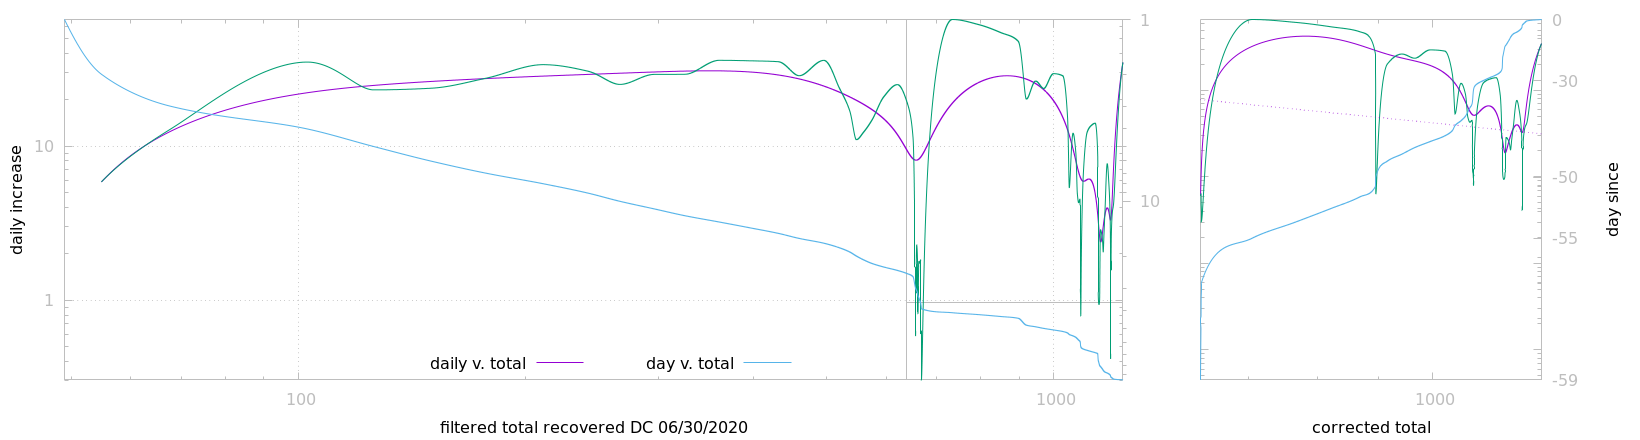 daily increase
10
1
daily v. total
day v. total
100
1000
filtered total recovered DC 06/30/2020
1
10
0
-30
-50
-55
-59
day since
1000
corrected total